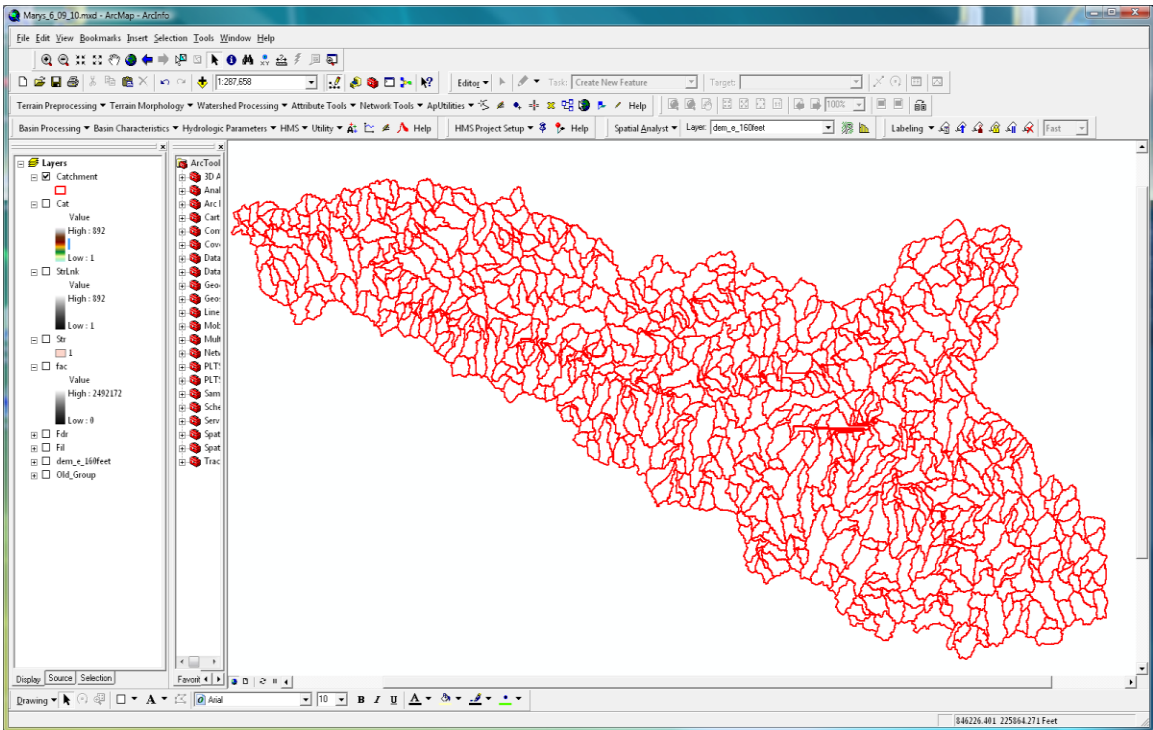 Marys_6_09_10.mxd - ArcMap - ArcInfo
File Edit View Bookmarks Insert Selection Tools Window Help
1:287,658 Editor Task: Create New Feature Target:
Terrain Preprocessing Terrain Morphology Watershed Processing Attribute Tools Network Tools ApUtilities Help 100%
Basin Processing Basin Characteristics Hydrologic Parameters HMS Utility Help HMS Project Setup Help Spatial Analyst Layer: dem_e_160feet Labeling Fast
Layers
Catchment
Cat
Value
High : 892
Low : 1
StrLnk
Value
High : 892
Low : 1
Str
1
fac
Value
High : 2492172
Low : 0
Fdr
Fil
dem_e_160feet
Old_Group
ArcTool
3D A
Anal
Arc I
Cart
Con
Cov
Data
Data
Geo
Geo
Line
Mob
Mult
Netw
PLT
PLT
Sam
Sche
Serv
Spat
Spat
Trac
Display Source Selection
Favorit
Drawing A Arial 10 B I U A
846226.401 225864.271 Feet